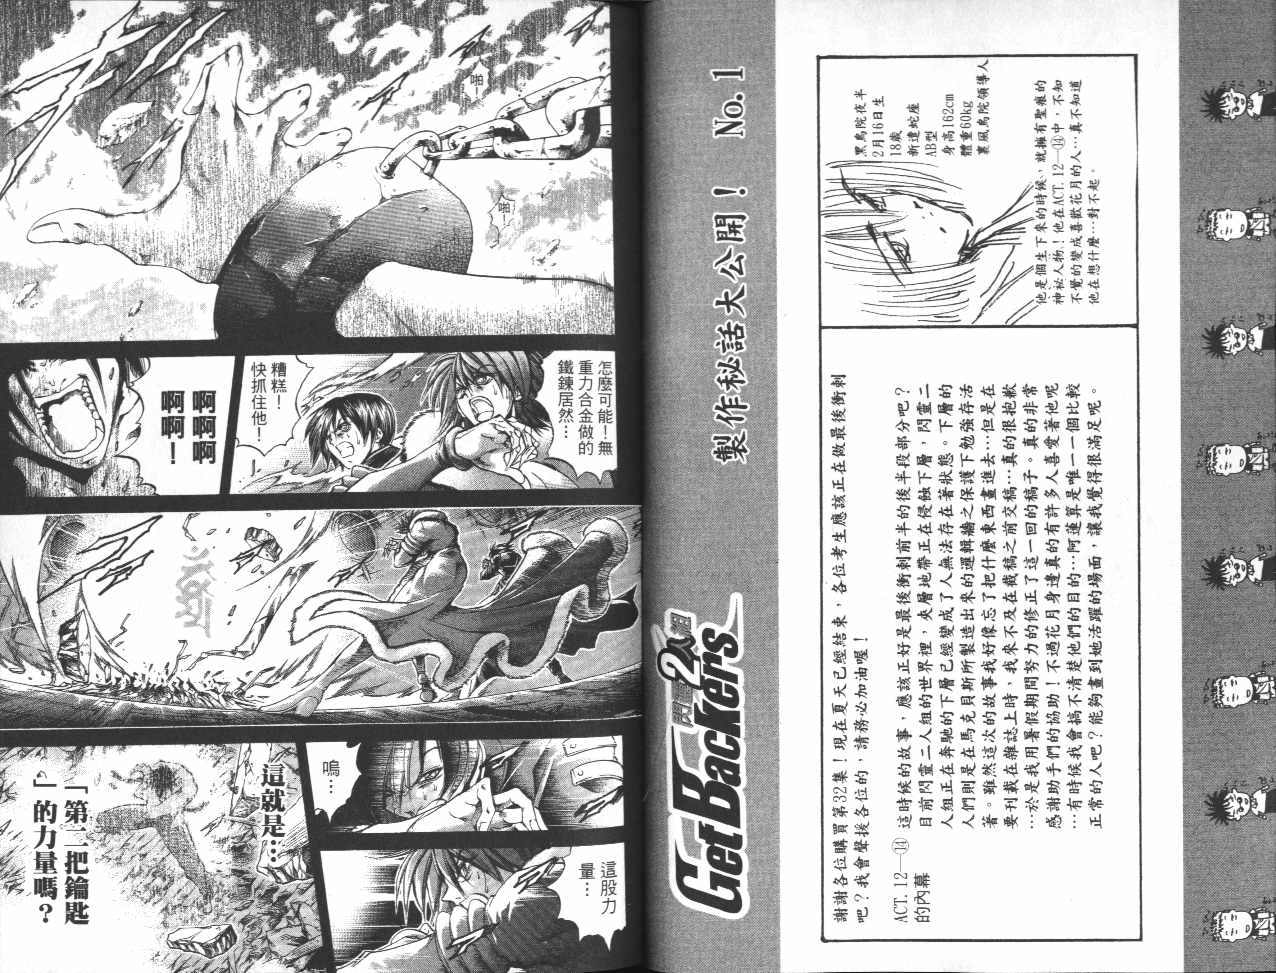 啪
啪
怎麼可能！無
重力合金做的
鐵鍊居然…
糟糕！
快抓住他！
嗚…
這股力
量…
這就是…
「第二把鑰匙
」的力量嗎？
製作秘話大公開！ No. 1
閃靈2人組
GetBackers
黑鳥院夜半
2月16日生
18歲
新遺蛇座
AB型
身高162cm
體重60kg
裏風鳥院領導人
他是個生下來的時候、就擁有聖痕的
神祕人物！他在ACT. 12—⑭中，不知
不覺的變成喜歡花月的人…真不知道
他在想什麼…對不起。
謝謝各位購買第32集！現在夏天已經結束，各位考生應該正在做最後衝刺
吧？我會聲援各位的，請務必加油喔！
ACT. 12—⑭
的內幕
這時候的故事，應該正好是最後衝刺前半的後半段部分吧？
目前閃靈二人組的世界裡，夾層地帶正在侵蝕下層，閃靈二
人組正在奔馳的下層已經變成了人無法存在著狀態。下層的
人們則是在馬克貝斯所製造出來的邏輯牆之保護下勉強存活
著。雖然這次的故事我好像忘了把什麼東西畫進去…但是在
要刊載在雜誌上時，我來不及在截稿之前交稿…真的很抱歉
…於是我用暑假期間努力的修正了這一回的稿子。真的非常
感謝助手們的協助！不過花月身邊真的有許多人喜愛著他呢
…有時候我會搞不清楚他們的目的…阿蓮算是唯一一個比較
正常的人吧？能夠畫到她活躍的場面，讓我覺得很滿足呢。